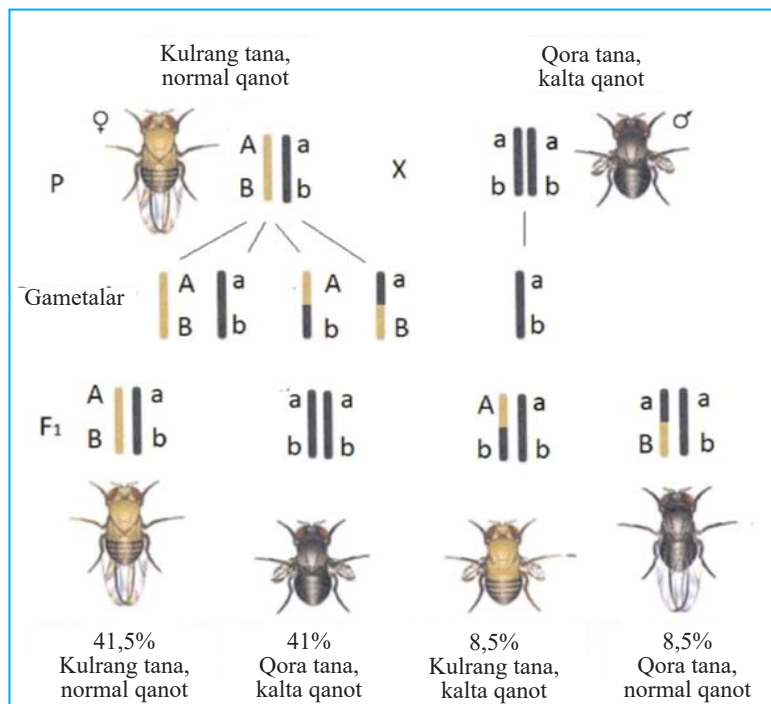 Kulrang tana,
normal qanot
Qora tana,
kalta qanot
♀
♂
A a
B b
a a
b b
P
X
Gametalar
A a A a
B b b B
a
b
F1
A a
B b
a a
b b
A a
b b
a a
B b
41,5%
Kulrang tana,
normal qanot
41%
Qora tana,
kalta qanot
8,5%
Kulrang tana,
kalta qanot
8,5%
Qora tana,
normal qanot